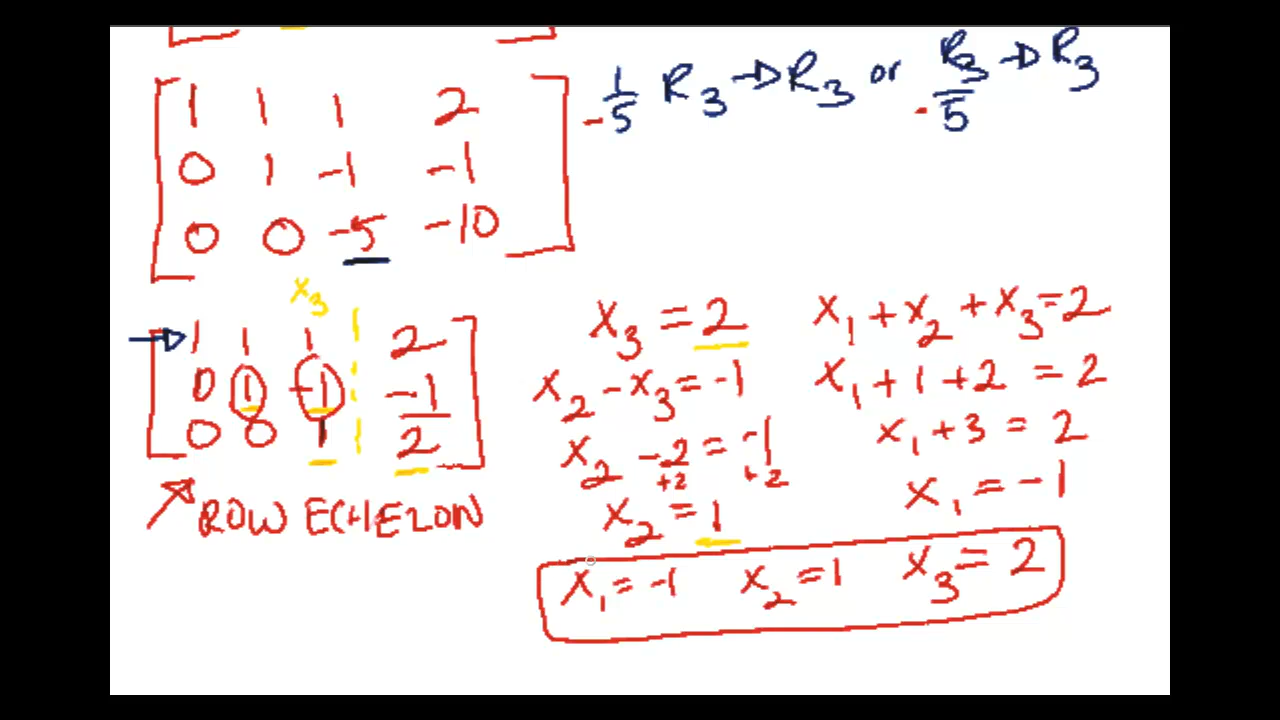 1 1 1 2
0 1 -1 -1
0 0 -5 -10
-1/5 R₃ → R₃ or R₃/-5 → R₃
x₃
1 1 1 2
0 1 -1 -1
0 0 1 2
ROW ECHELON
x₃ = 2
x₂ - x₃ = -1
x₂ - 2 = -1
+2 +2
x₂ = 1
x₁ + x₂ + x₃ = 2
x₁ + 1 + 2 = 2
x₁ + 3 = 2
x₁ = -1
x₁ = -1 x₂ = 1 x₃ = 2